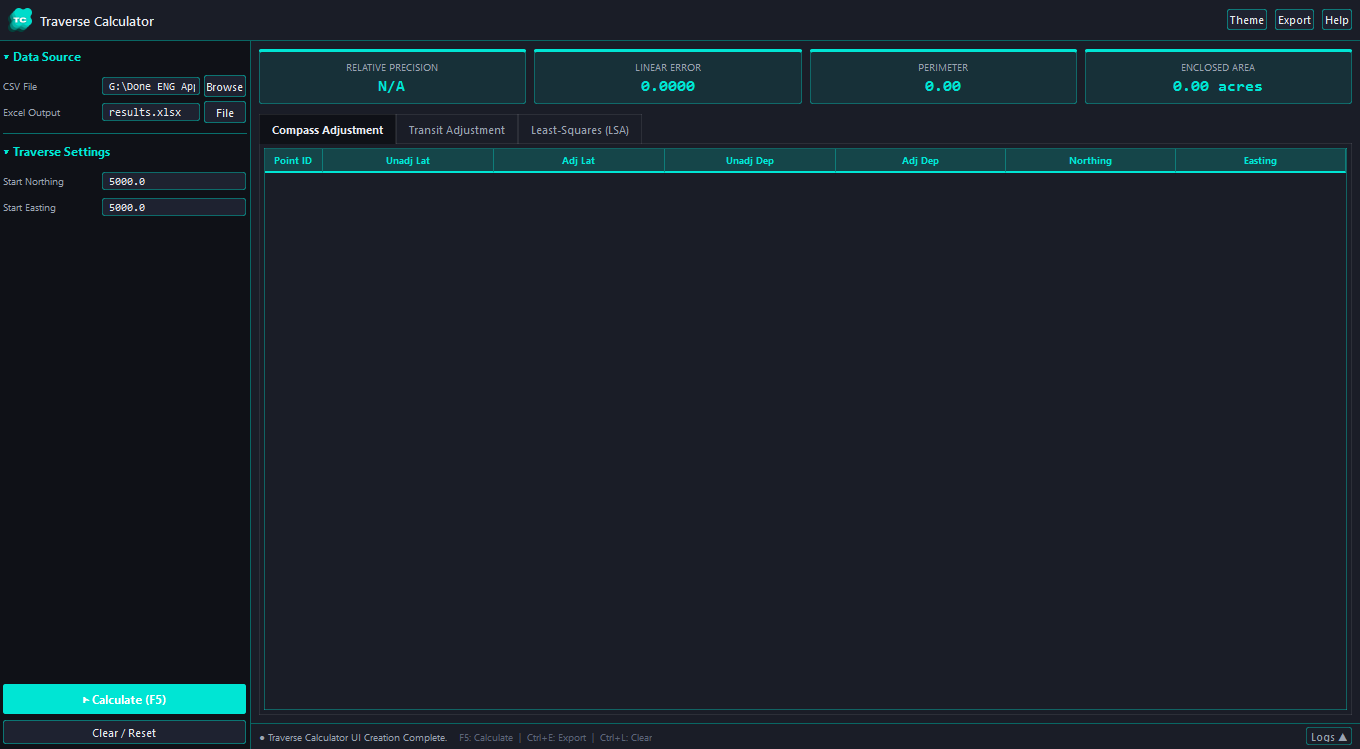 TC Traverse Calculator Theme Export Help
▾ Data Source
CSV File G:\Done ENG App Browse
Excel Output results.xlsx File
▾ Traverse Settings
Start Northing 5000.0
Start Easting 5000.0
▸ Calculate (F5)
Clear / Reset
RELATIVE PRECISION LINEAR ERROR PERIMETER ENCLOSED AREA
N/A 0.0000 0.00 0.00 acres
Compass Adjustment Transit Adjustment Least-Squares (LSA)
Point ID Unadj Lat Adj Lat Unadj Dep Adj Dep Northing Easting
● Traverse Calculator UI Creation Complete. F5: Calculate | Ctrl+E: Export | Ctrl+L: Clear Logs ▲